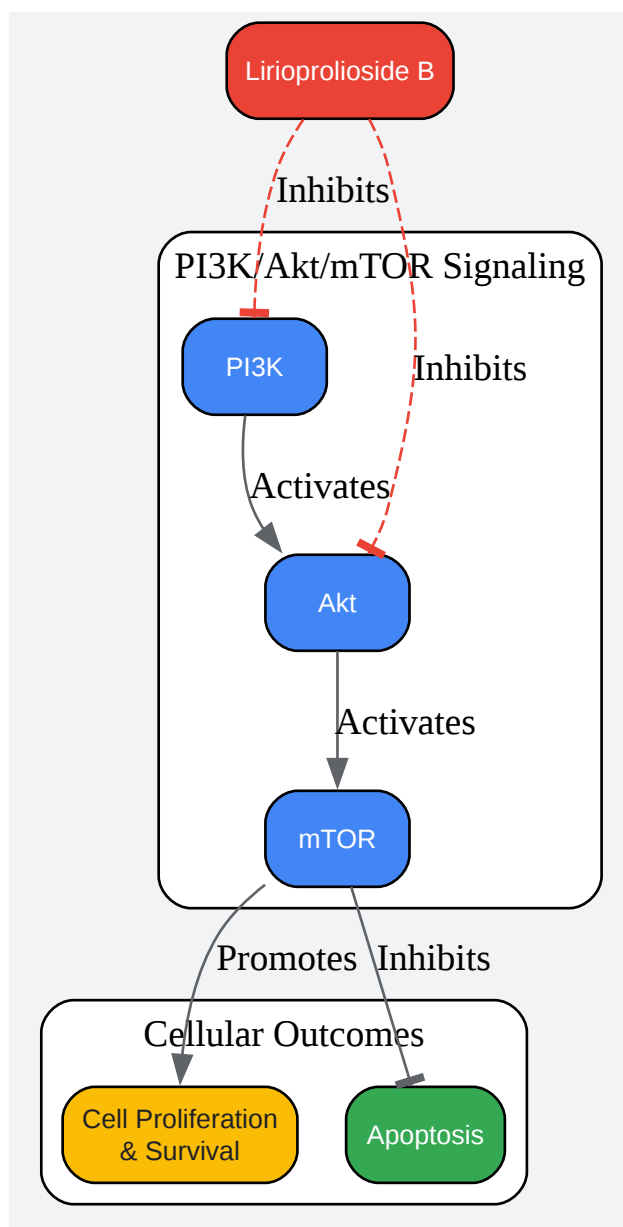 Lirioprolioside B
Inhibits
PI3K/Akt/mTOR Signaling
PI3K
Inhibits
Activates
Akt
Activates
mTOR
Promotes
Inhibits
Cellular Outcomes
Cell Proliferation
& Survival
Apoptosis